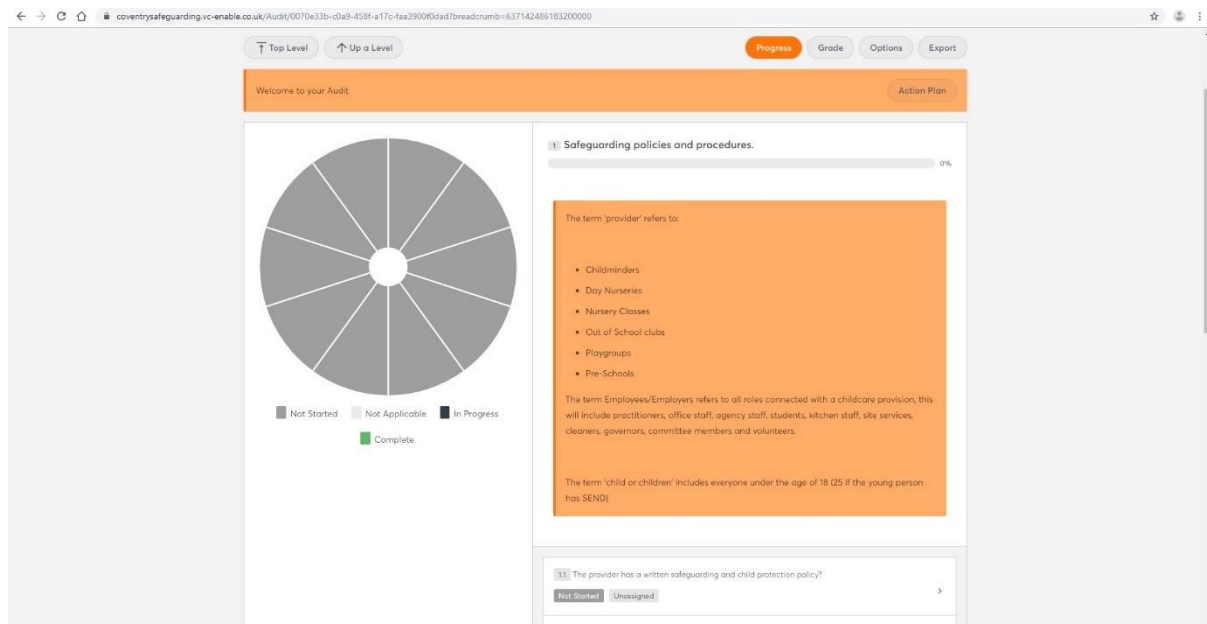 coventrysafeguarding.vc-enable.co.uk/Audit/0070e33b-c0a9-458f-a17c-faa3900f0dad?breadcrumb=637142486183200000
Top Level Up a Level Progress Grade Options Export
Welcome to your Audit Action Plan
1 Safeguarding policies and procedures.
0%
The term 'provider' refers to:
• Childminders
• Day Nurseries
• Nursery Classes
• Out of School clubs
• Playgroups
• Pre-Schools
The term Employees/Employers refers to all roles connected with a childcare provision, this
will include practitioners, office staff, agency staff, students, kitchen staff, site services,
cleaners, governors, committee members and volunteers.
The term 'child or children' includes everyone under the age of 18 (25 if the young person
has SEND)
Not Started Not Applicable In Progress
Complete
1.1 The provider has a written safeguarding and child protection policy?
Not Started Unassigned